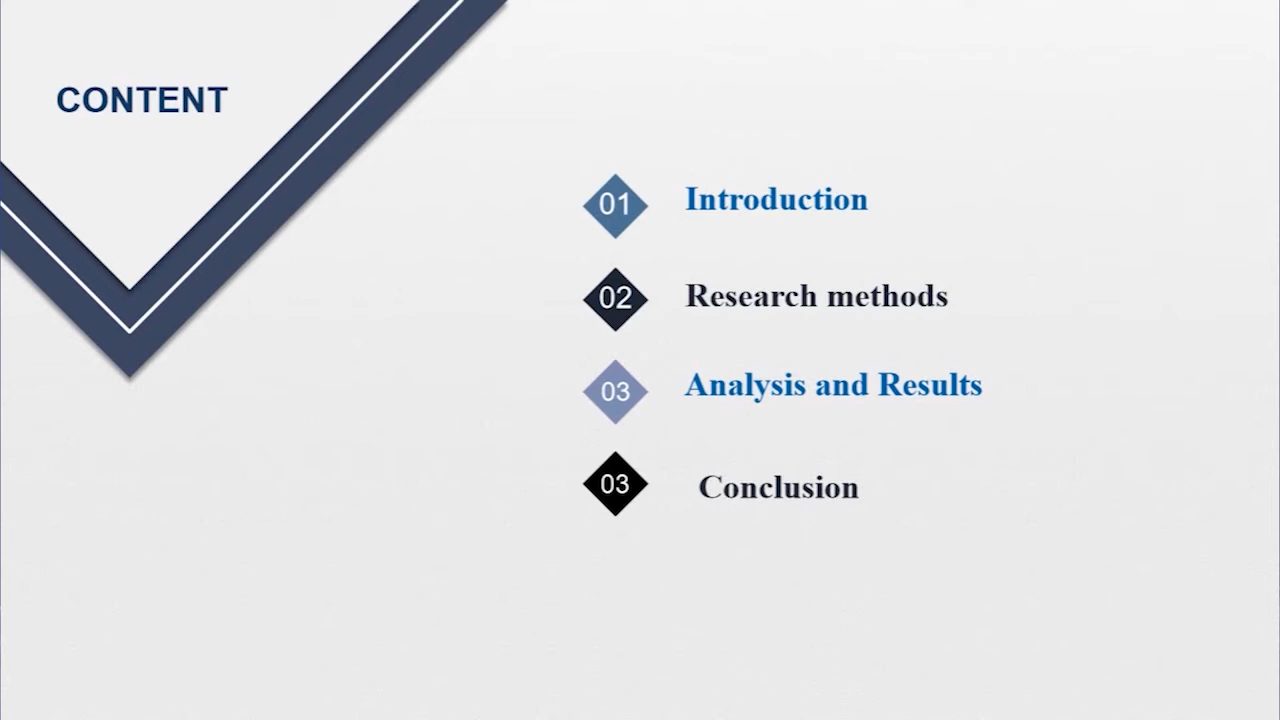 CONTENT
01 Introduction
02 Research methods
03 Analysis and Results
03 Conclusion